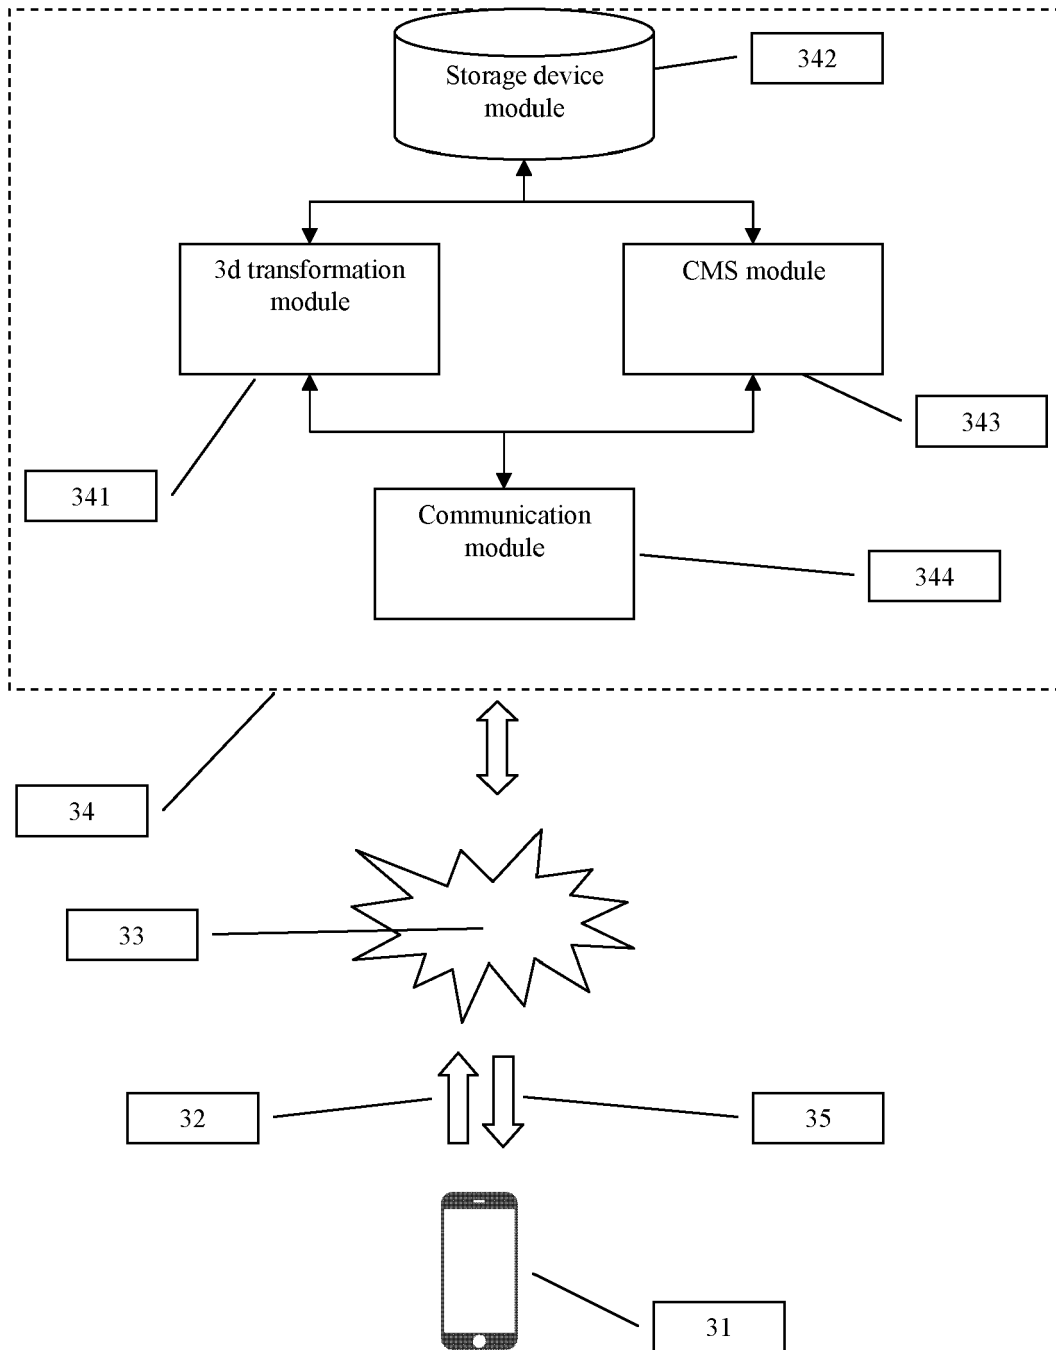 342
Storage device
module
3d transformation
module
CMS module
343
341
Communication
module
344
34
33
32
35
31